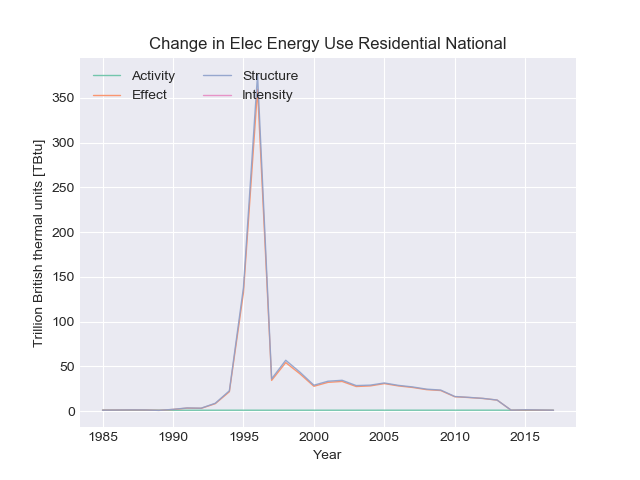 Change in Elec Energy Use Residential National
Activity
Effect
Structure
Intensity
Trillion British thermal units [TBtu]
350
300
250
200
150
100
50
0
1985 1990 1995 2000 2005 2010 2015
Year